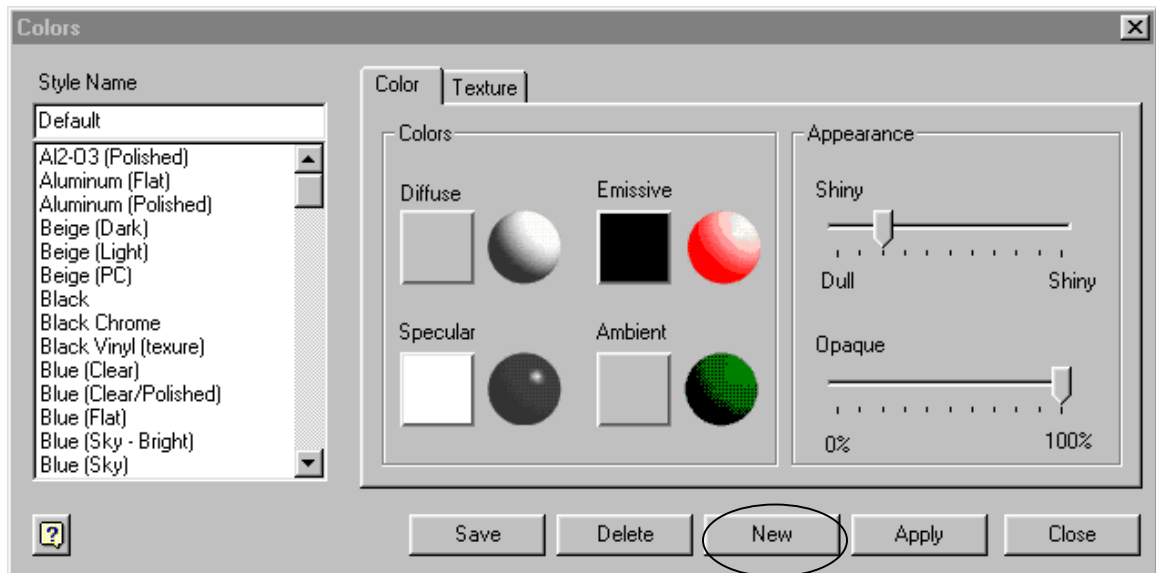 Colors
Style Name
Default
Al2-O3 (Polished)
Aluminum (Flat)
Aluminum (Polished)
Beige (Dark)
Beige (Light)
Beige (PC)
Black
Black Chrome
Black Vinyl (texure)
Blue (Clear)
Blue (Clear/Polished)
Blue (Flat)
Blue (Sky - Bright)
Blue (Sky)
Color
Texture
Colors
Diffuse
Emissive
Specular
Ambient
Appearance
Shiny
Dull Shiny
Opaque
0% 100%
?
Save Delete New Apply Close